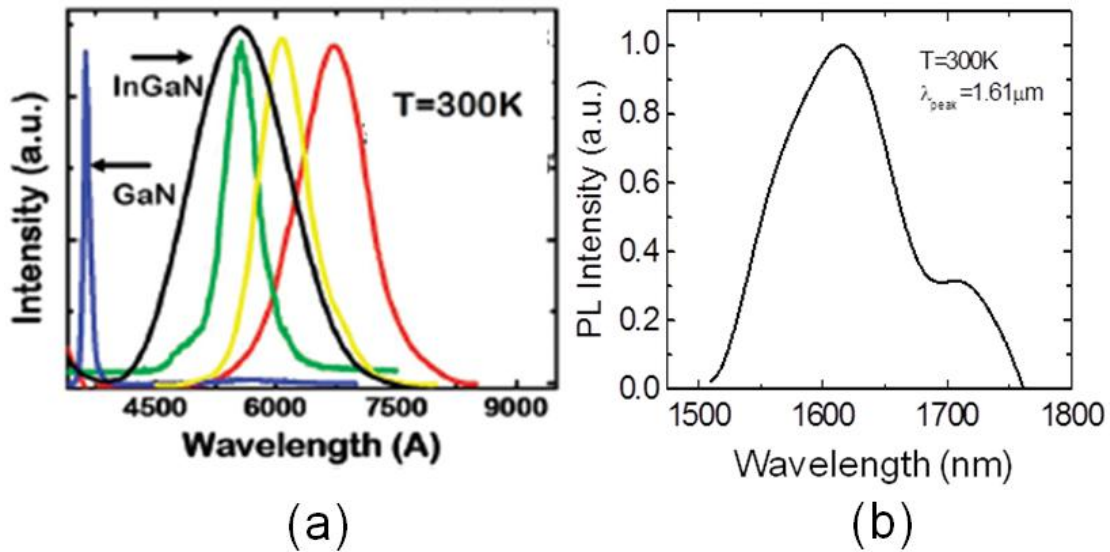 Intensity (a.u.)
InGaN
GaN
T=300K
4500 6000 7500 9000
Wavelength (A)
(a)
PL Intensity (a.u.)
1.0
0.8
0.6
0.4
0.2
0.0
T=300K
λpeak=1.61μm
1500 1600 1700 1800
Wavelength (nm)
(b)